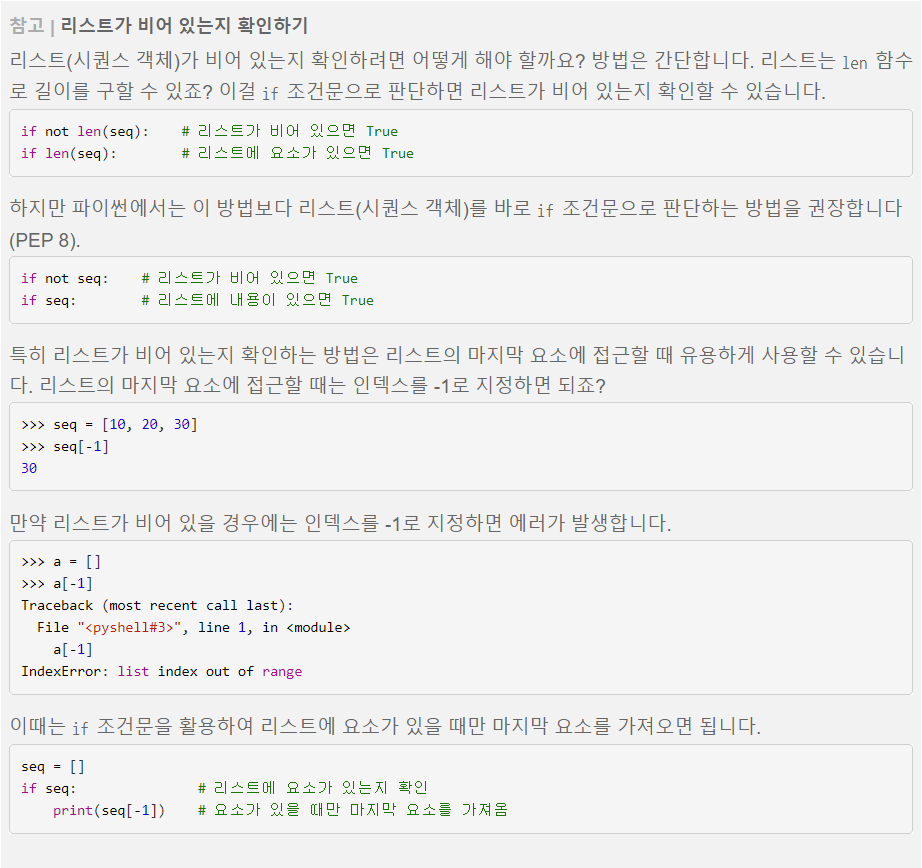 참고 | 리스트가 비어 있는지 확인하기
리스트(시퀀스 객체)가 비어 있는지 확인하려면 어떻게 해야 할까요? 방법은 간단합니다. 리스트는 len 함수
로 길이를 구할 수 있죠? 이걸 if 조건문으로 판단하면 리스트가 비어 있는지 확인할 수 있습니다.
if not len(seq):    # 리스트가 비어 있으면 True
if len(seq):        # 리스트에 요소가 있으면 True
하지만 파이썬에서는 이 방법보다 리스트(시퀀스 객체)를 바로 if 조건문으로 판단하는 방법을 권장합니다
(PEP 8).
if not seq:    # 리스트가 비어 있으면 True
if seq:        # 리스트에 내용이 있으면 True
특히 리스트가 비어 있는지 확인하는 방법은 리스트의 마지막 요소에 접근할 때 유용하게 사용할 수 있습니
다. 리스트의 마지막 요소에 접근할 때는 인덱스를 -1로 지정하면 되죠?
>>> seq = [10, 20, 30]
>>> seq[-1]
30
만약 리스트가 비어 있을 경우에는 인덱스를 -1로 지정하면 에러가 발생합니다.
>>> a = []
>>> a[-1]
Traceback (most recent call last):
  File "<pyshell#3>", line 1, in <module>
    a[-1]
IndexError: list index out of range
이때는 if 조건문을 활용하여 리스트에 요소가 있을 때만 마지막 요소를 가져오면 됩니다.
seq = []
if seq:               # 리스트에 요소가 있는지 확인
    print(seq[-1])    # 요소가 있을 때만 마지막 요소를 가져옴